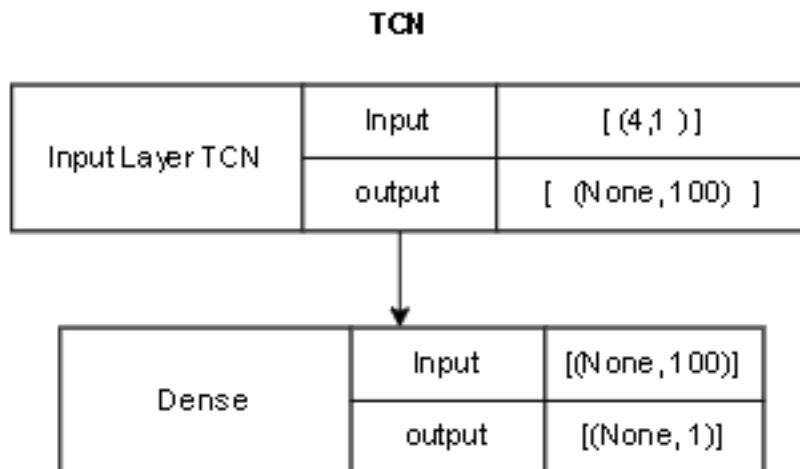 TCN
Input Layer TCN
Input
[ (4,1 ) ]
output
[ (None,100) ]
Dense
Input
[(None,100)]
output
[(None, 1)]